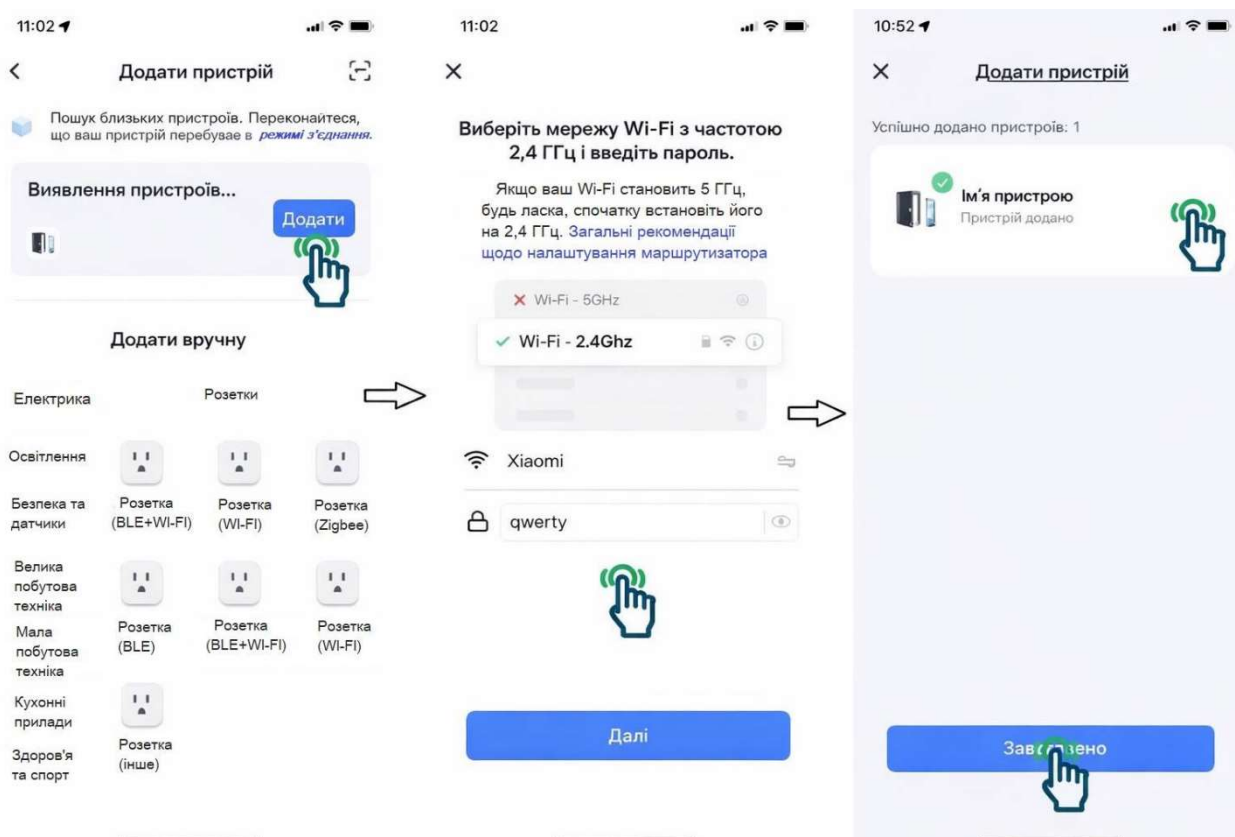 11:02
Додати пристрій
Пошук близьких пристроїв. Переконайтеся,
що ваш пристрій перебуває в режимі з'єднання.
Виявлення пристроїв...
Додати
Додати вручну
Електрика
Розетки
Освітлення
Безпека та
датчики
Розетка
(BLE+WI-FI)
Розетка
(WI-FI)
Розетка
(Zigbee)
Велика
побутова
техніка
Мала
побутова
техніка
Розетка
(BLE)
Розетка
(BLE+WI-FI)
Розетка
(WI-FI)
Кухонні
прилади
Здоров'я
та спорт
Розетка
(інше)
11:02
Виберіть мережу Wi-Fi з частотою
2,4 ГГц і введіть пароль.
Якщо ваш Wi-Fi становить 5 ГГц,
будь ласка, спочатку встановіть його
на 2,4 ГГц. Загальні рекомендації
щодо налаштування маршрутизатора
Wi-Fi - 5GHz
Wi-Fi - 2.4Ghz
Xiaomi
qwerty
Далі
10:52
Додати пристрій
Успішно додано пристроїв: 1
Ім'я пристрою
Пристрій додано